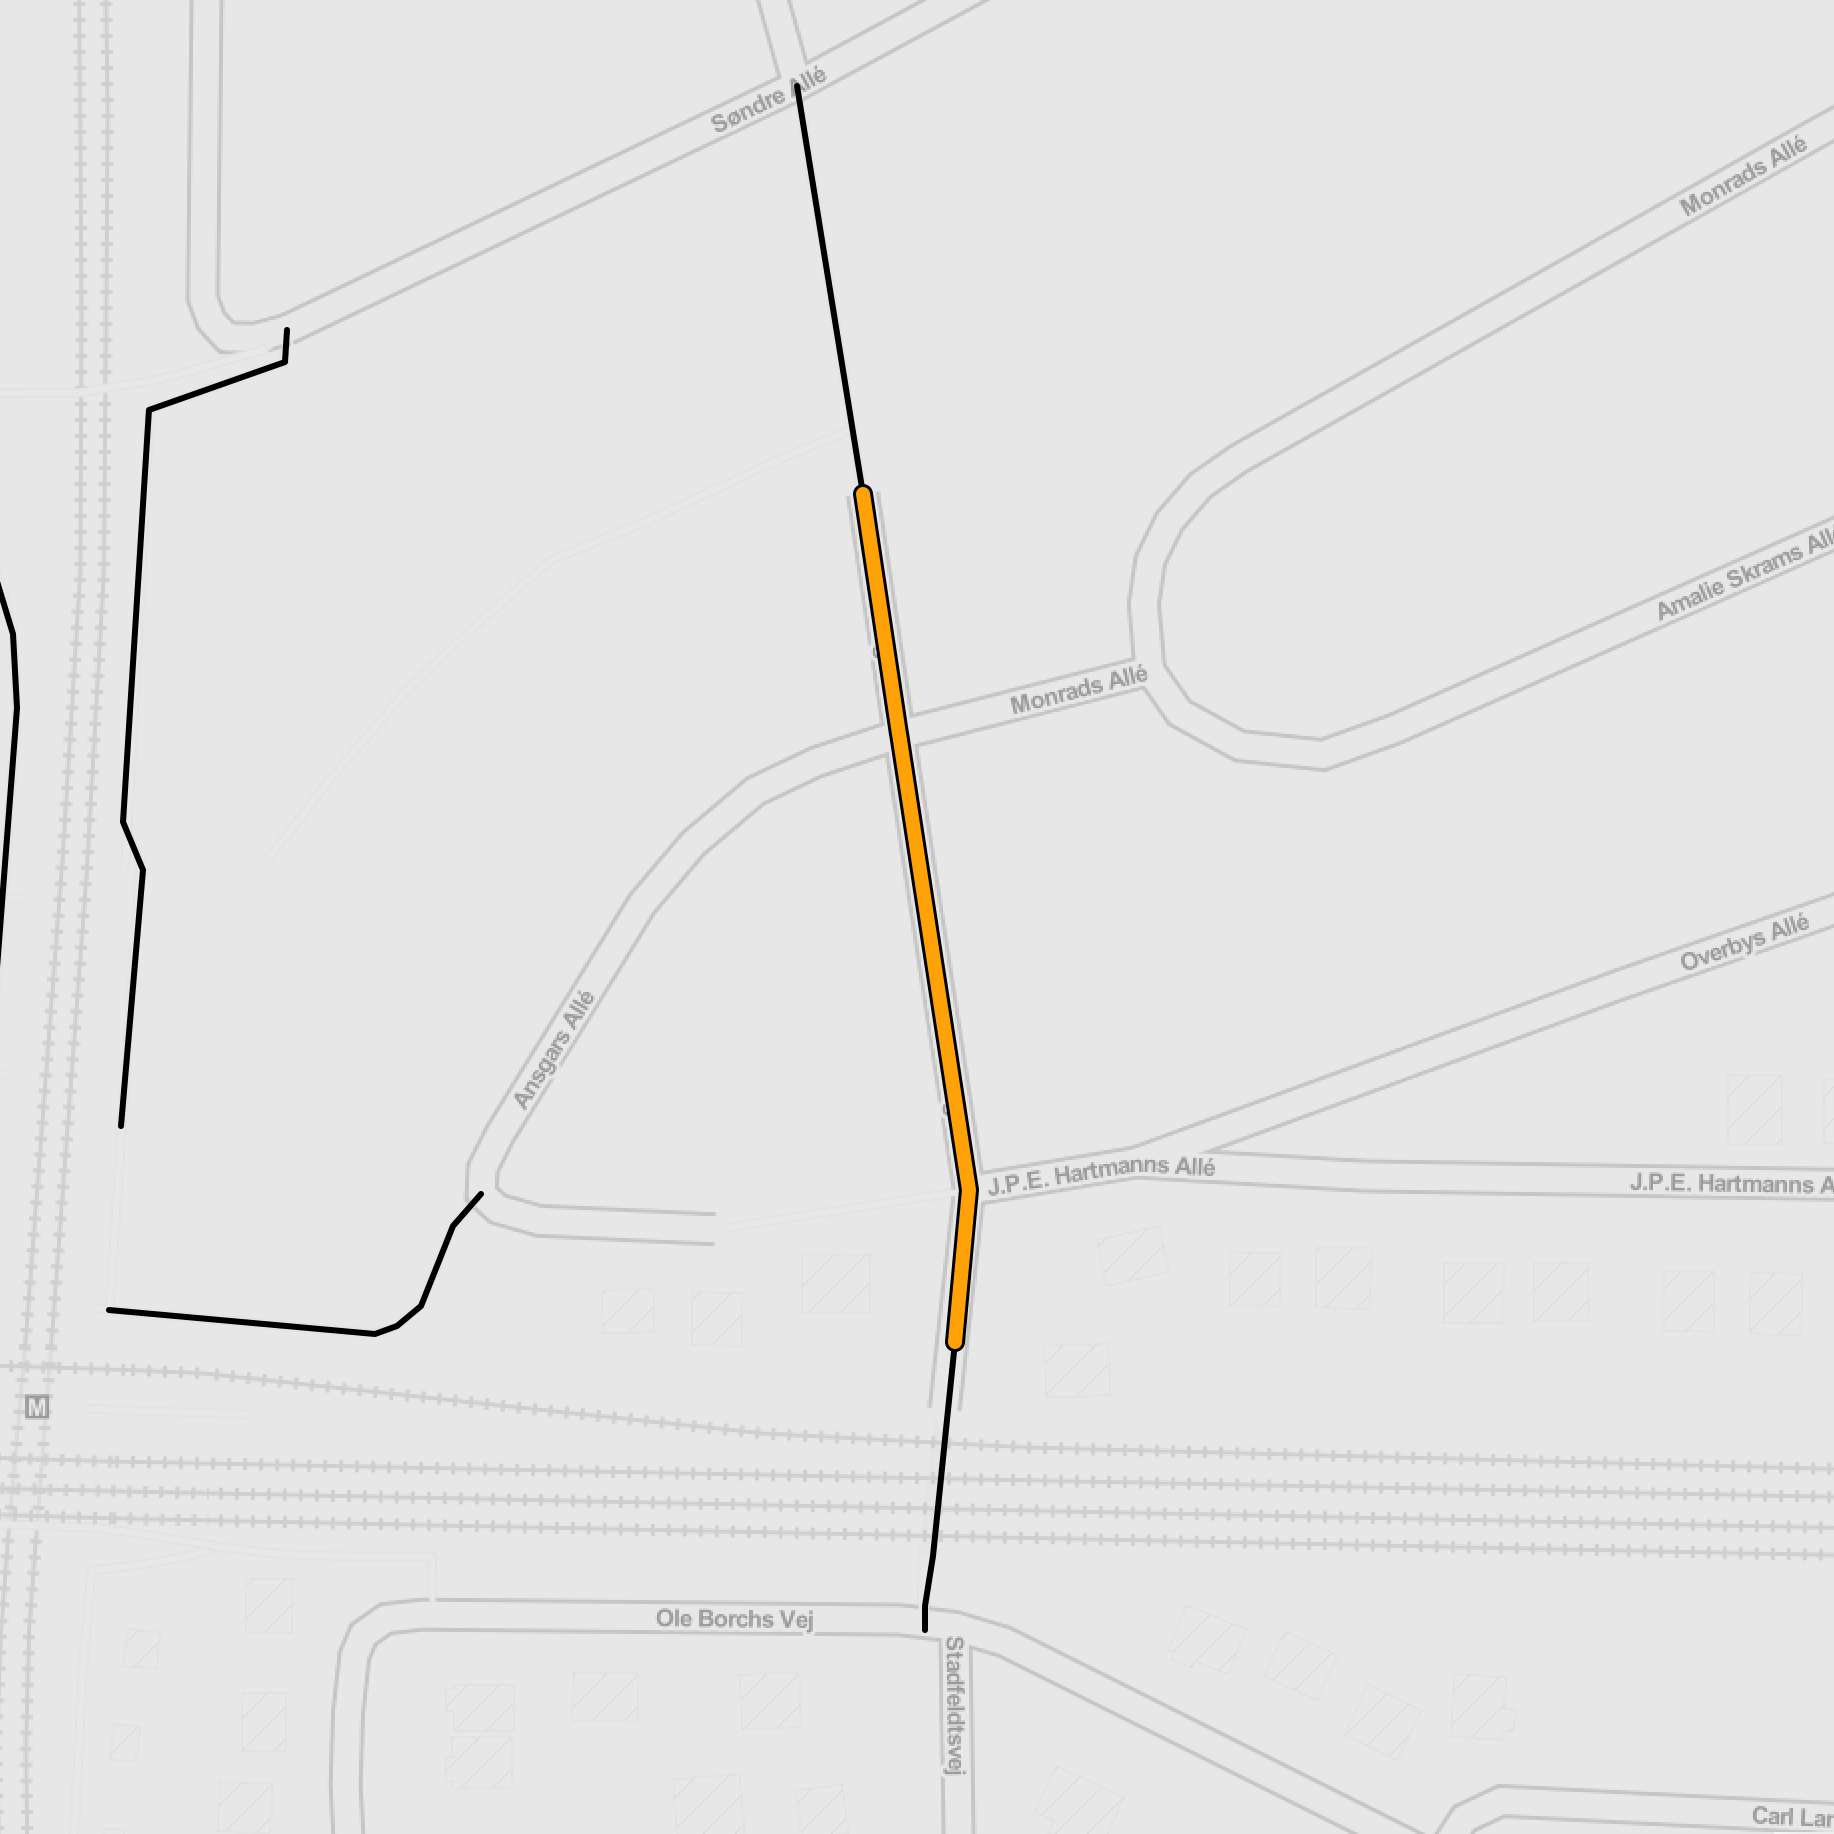 Søndre Allé
Monrads Allé
Amalie Skrams Allé
Monrads Allé
Overbys Allé
Ansgars Allé
J.P.E. Hartmanns Allé
J.P.E. Hartmanns A
M
Ole Borchs Vej
Stadfeldtsvej
Carl Lar